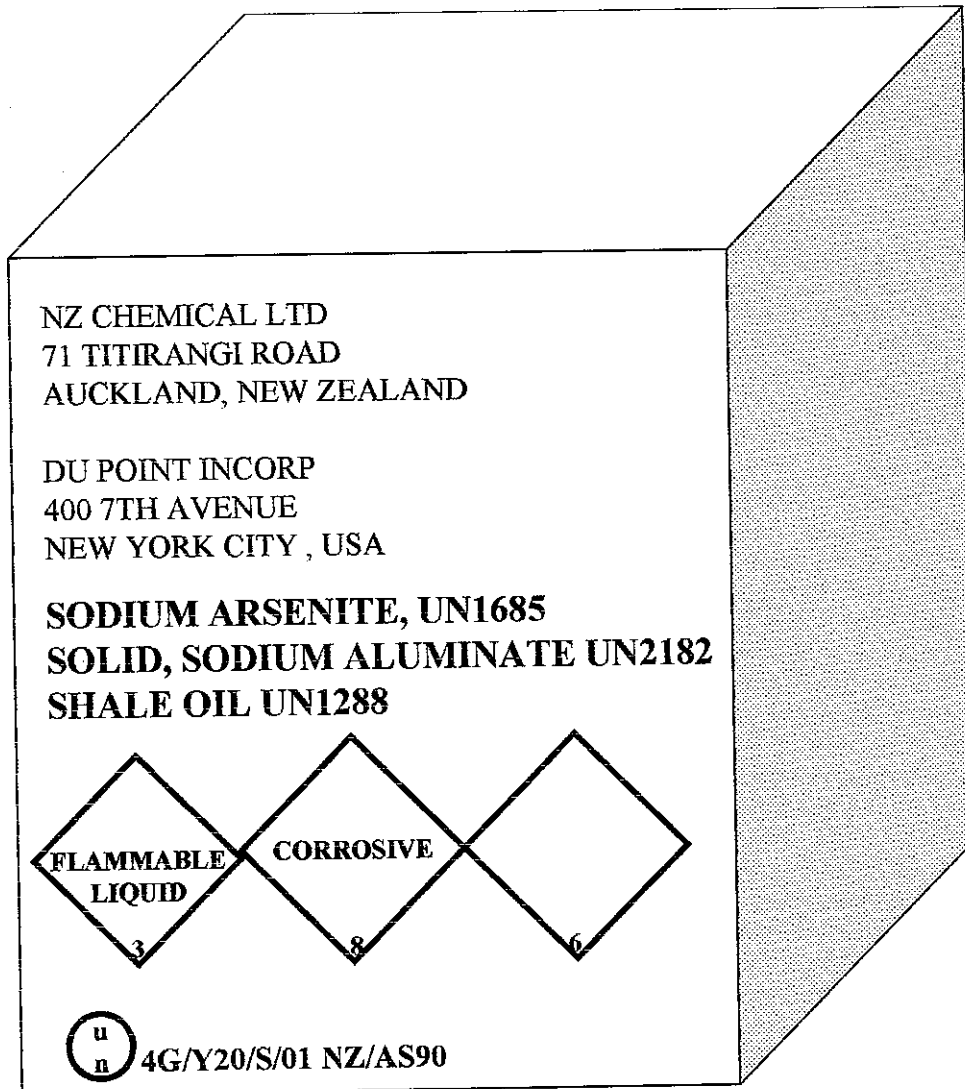 NZ CHEMICAL LTD
71 TITIRANGI ROAD
AUCKLAND, NEW ZEALAND
DU POINT INCORP
400 7TH AVENUE
NEW YORK CITY , USA
SODIUM ARSENITE, UN1685
SOLID, SODIUM ALUMINATE UN2182
SHALE OIL UN1288
FLAMMABLE
LIQUID
3
CORROSIVE
8
6
u
n
4G/Y20/S/01 NZ/AS90